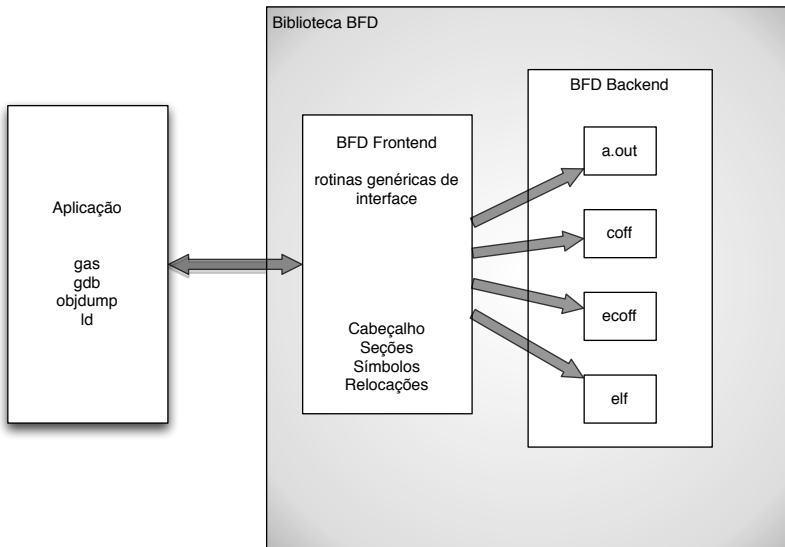 Biblioteca BFD
Aplicação
gas
gdb
objdump
ld
BFD Frontend
rotinas genéricas de
interface
Cabeçalho
Seções
Símbolos
Relocações
BFD Backend
a.out
coff
ecoff
elf